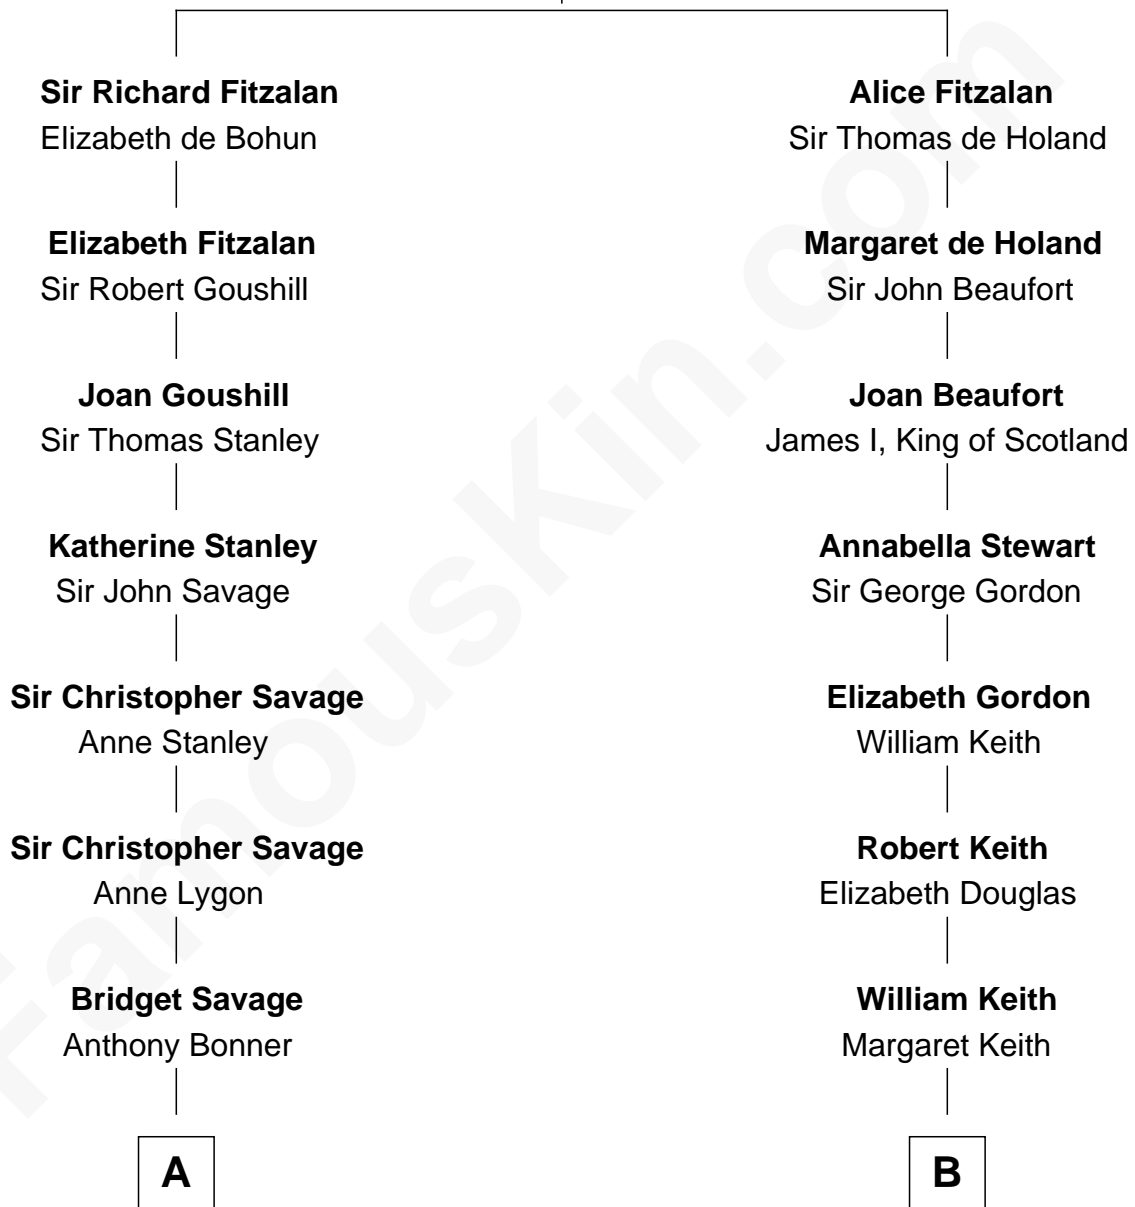 Sir Richard Fitzalan
Elizabeth de Bohun
Elizabeth Fitzalan
Sir Robert Goushill
Joan Goushill
Sir Thomas Stanley
Katherine Stanley
Sir John Savage
Sir Christopher Savage
Anne Stanley
Sir Christopher Savage
Anne Lygon
Bridget Savage
Anthony Bonner
A
Alice Fitzalan
Sir Thomas de Holand
Margaret de Holand
Sir John Beaufort
Joan Beaufort
James I, King of Scotland
Annabella Stewart
Sir George Gordon
Elizabeth Gordon
William Keith
Robert Keith
Elizabeth Douglas
William Keith
Margaret Keith
B
FamousKin.com